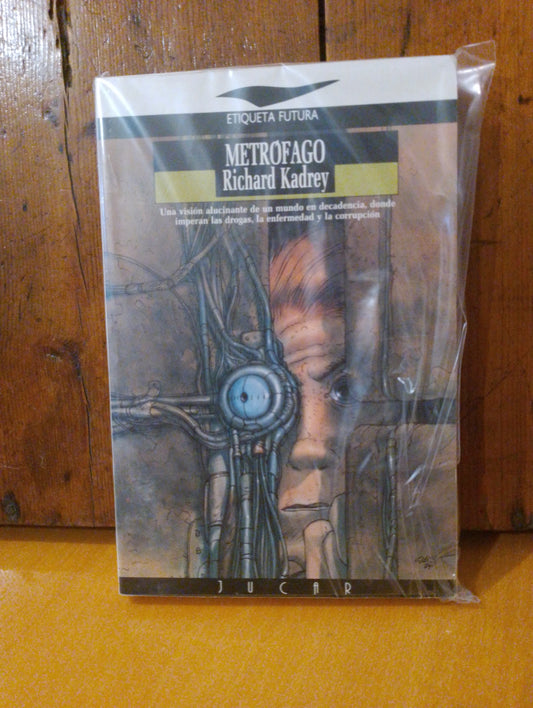 ETIQUETA FUTURA
METRÓFAGO
Richard Kadrey
Una visión alucinante de un mundo en decadencia, donde
imperan las drogas, la enfermedad y la corrupción
JUCAR